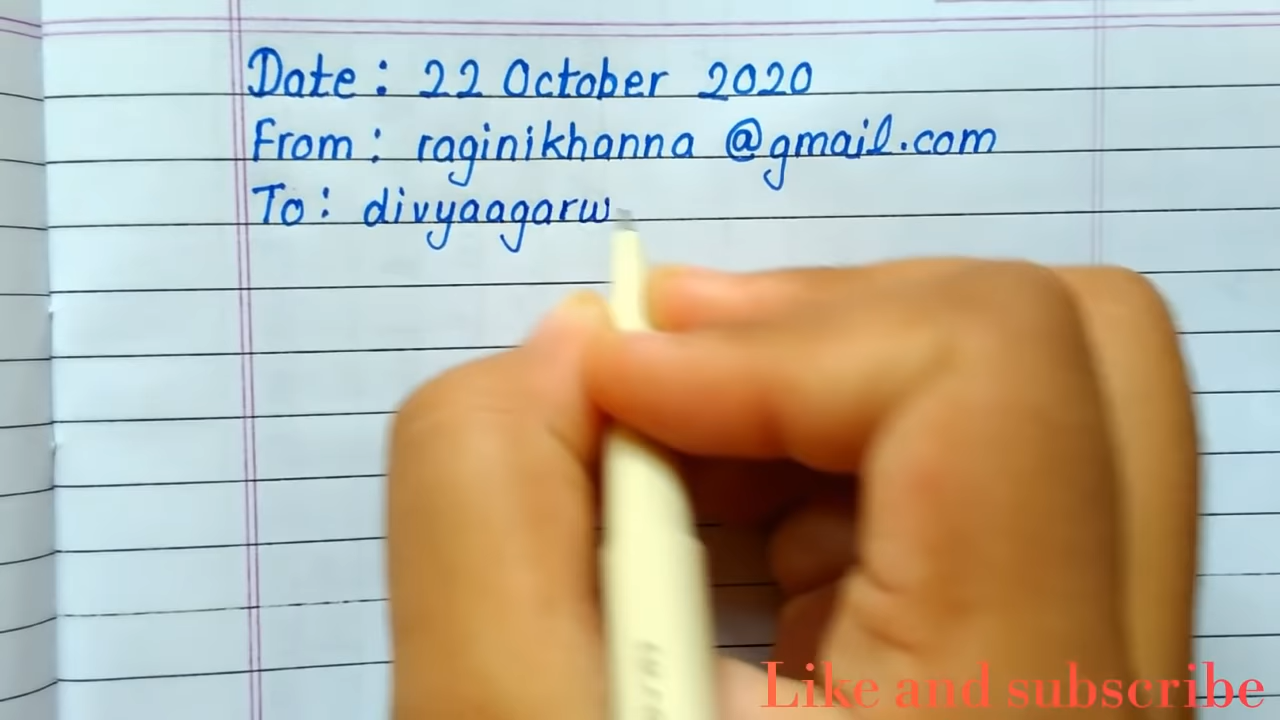 Date : 22 October 2020
From : raginikhanna @gmail.com
To : divyaagarw
Like and subscribe